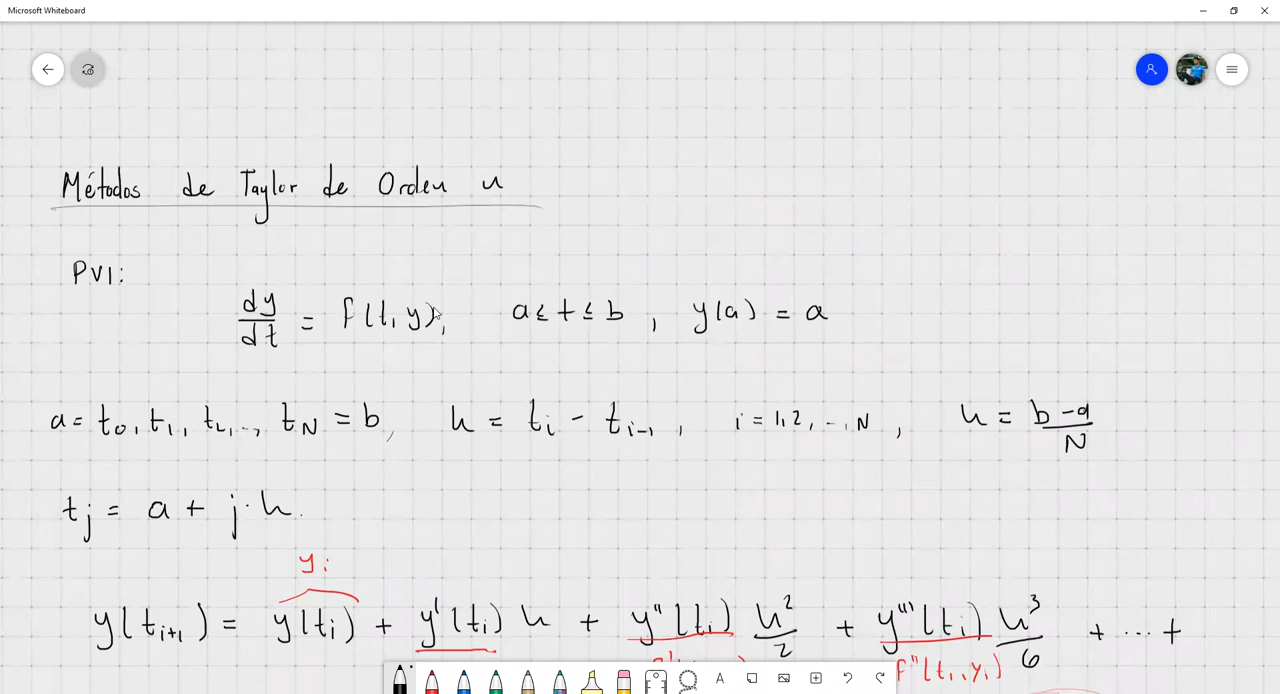 Microsoft Whiteboard
Métodos de Taylor de Orden n
PVI:
dy/dt = f(t, y), a ≤ t ≤ b, y(a) = α
a = t₀, t₁, t₂, ..., t_N = b, h = tᵢ - tᵢ₋₁, i = 1, 2, ..., N, h = (b-a)/N
tⱼ = a + j·h.
yᵢ
y(tᵢ₊₁) = y(tᵢ) + y'(tᵢ) h + y''(tᵢ) h²/2 + y'''(tᵢ) h³/6 + ... +
f''(tᵢ, yᵢ)